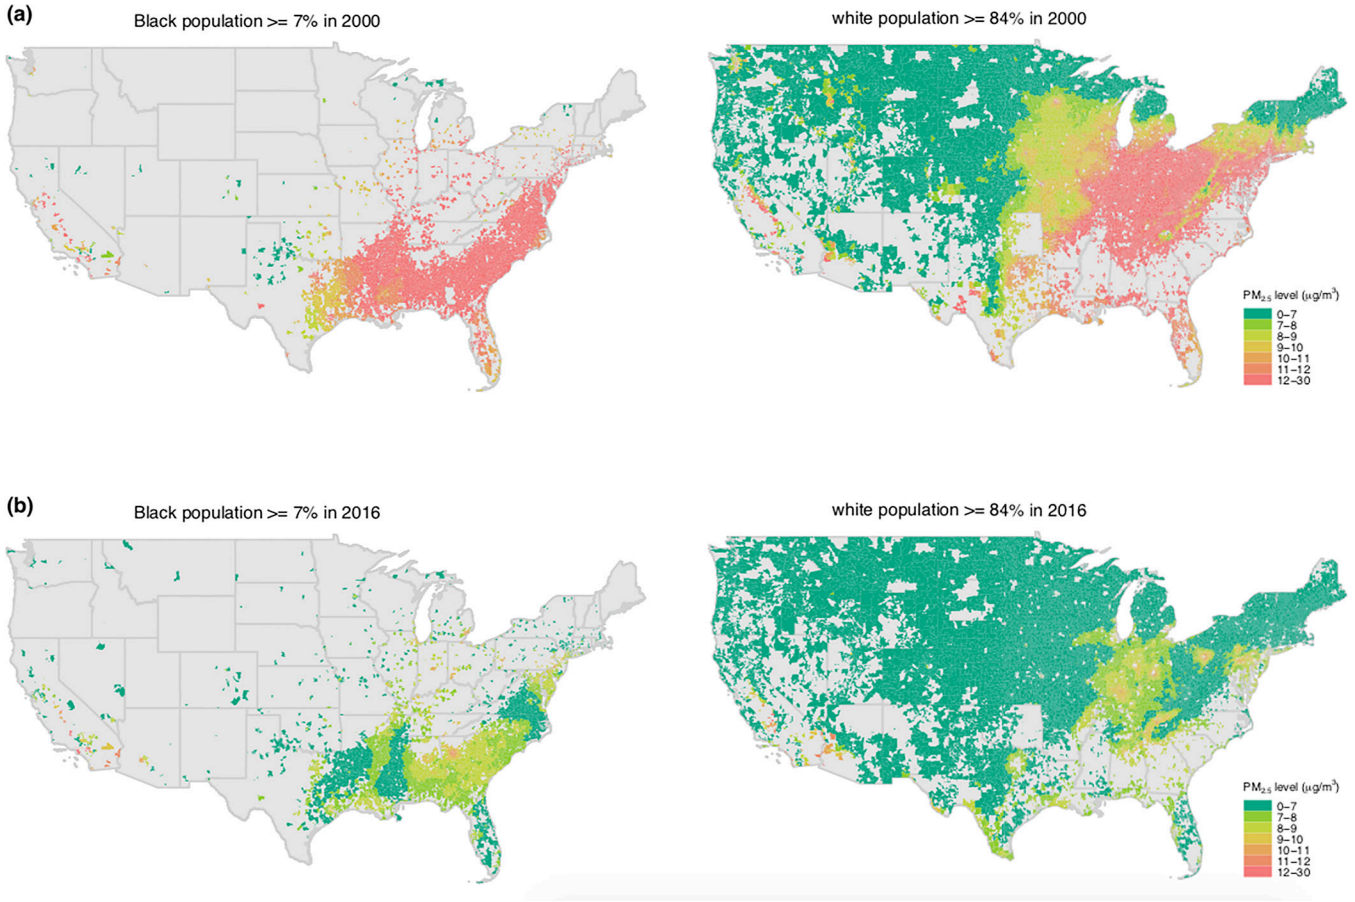 (a)
Black population >= 7% in 2000
white population >= 84% in 2000
PM2.5 level (μg/m³)
0–7
7–8
8–9
9–10
10–11
11–12
12–30
(b)
Black population >= 7% in 2016
white population >= 84% in 2016
PM2.5 level (μg/m³)
0–7
7–8
8–9
9–10
10–11
11–12
12–30